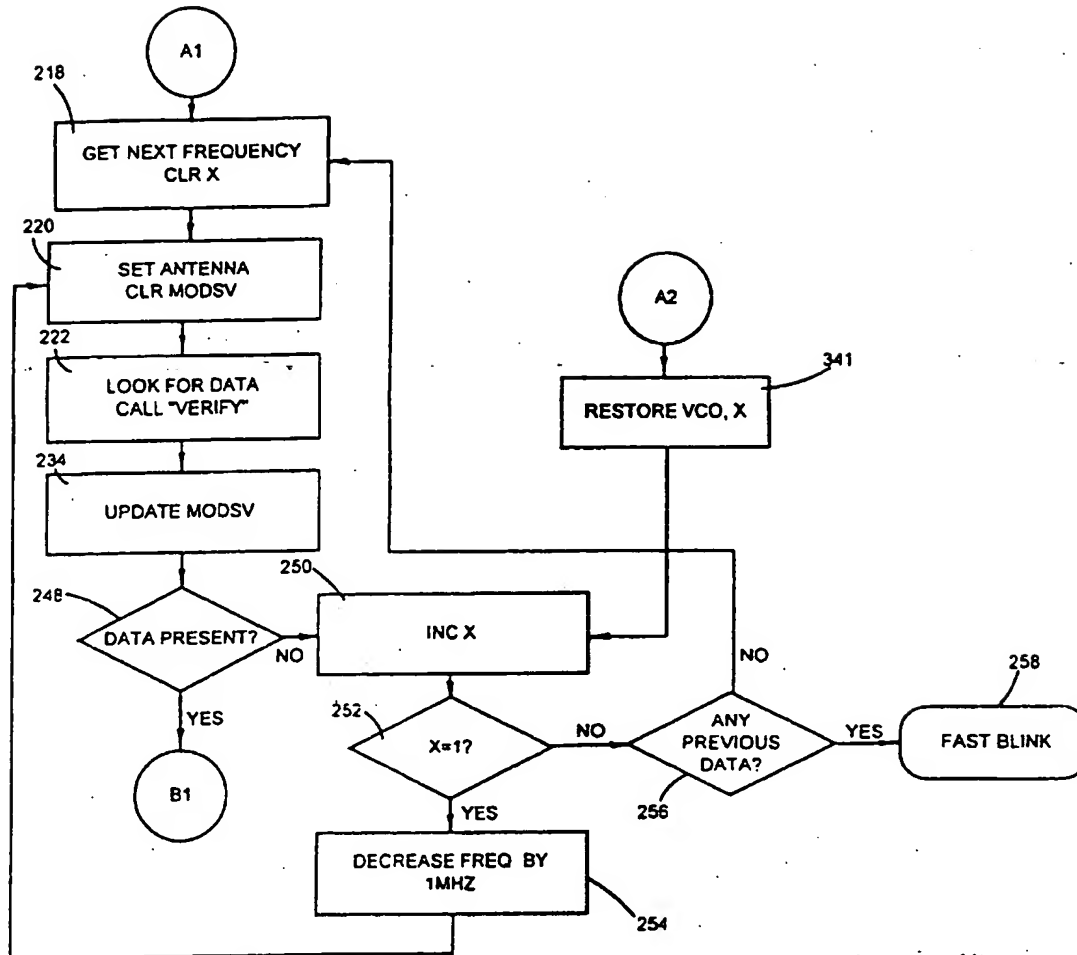 A1
218
GET NEXT FREQUENCY
CLR X
220
SET ANTENNA
CLR MODSV
A2
222
LOOK FOR DATA
CALL "VERIFY"
341
RESTORE VCO, X
234
UPDATE MODSV
250
248
DATA PRESENT?
NO
INC X
NO
258
YES
252
X=1?
NO
ANY
PREVIOUS
DATA?
YES
FAST BLINK
B1
256
YES
DECREASE FREQ BY
1MHZ
254